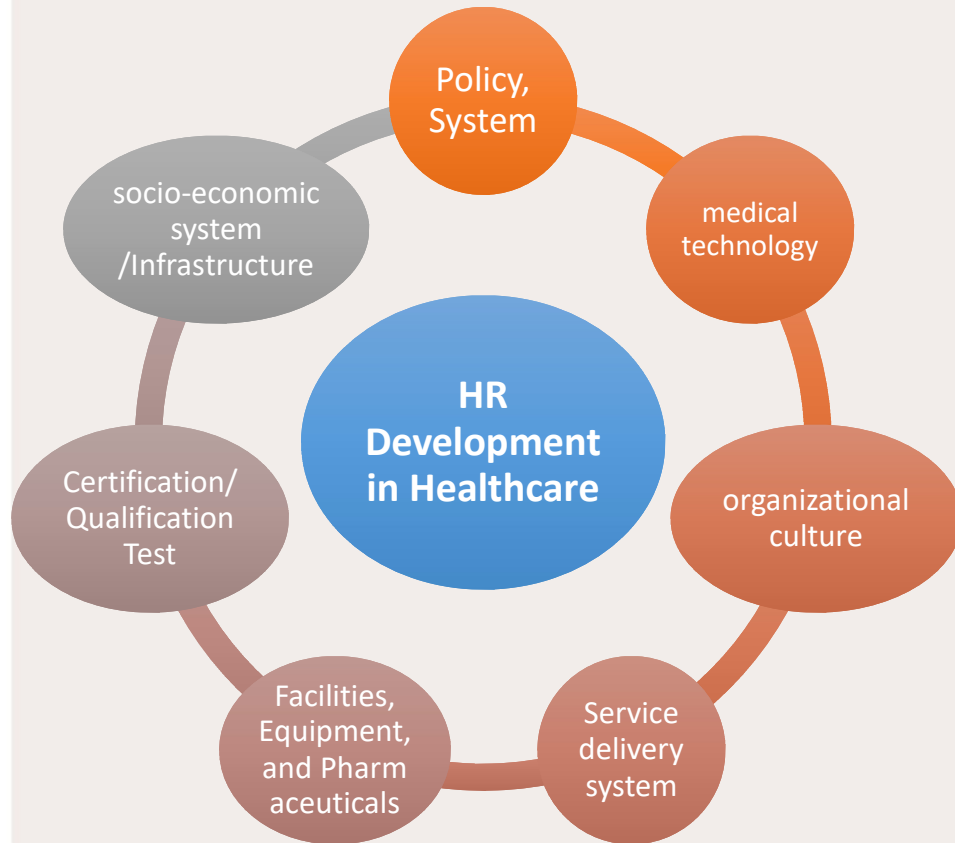 Policy,
System
medical
technology
organizational
culture
Service
delivery
system
Facilities,
Equipment,
and Pharm
aceuticals
Certification/
Qualification
Test
socio-economic
system
/Infrastructure
HR
Development
in Healthcare